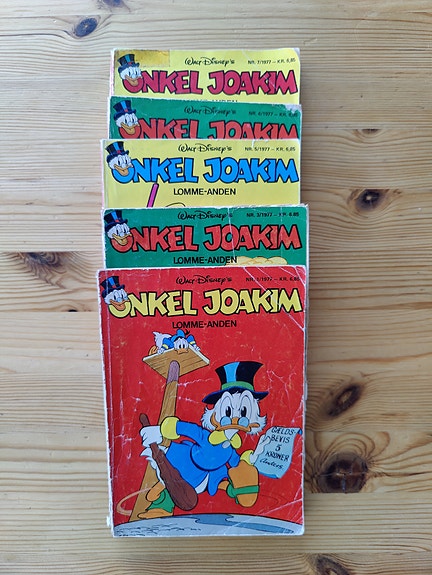 Walt Disney's NR. 7/1977 – KR. 6,85
ONKEL JOAKIM
Walt Disney's NR. 6/1977 – KR. 6,85
ONKEL JOAKIM
Walt Disney's NR. 5/1977 – KR. 6,85
ONKEL JOAKIM
LOMME-ANDEN
Walt Disney's NR. 3/1977 – KR. 6.85
ONKEL JOAKIM
LOMME-ANDEN
Walt Disney's NR. 1/1977 – KR. 6,85
ONKEL JOAKIM
LOMME-ANDEN
GÆLDS-
BEVIS
5
KRONER
Anders